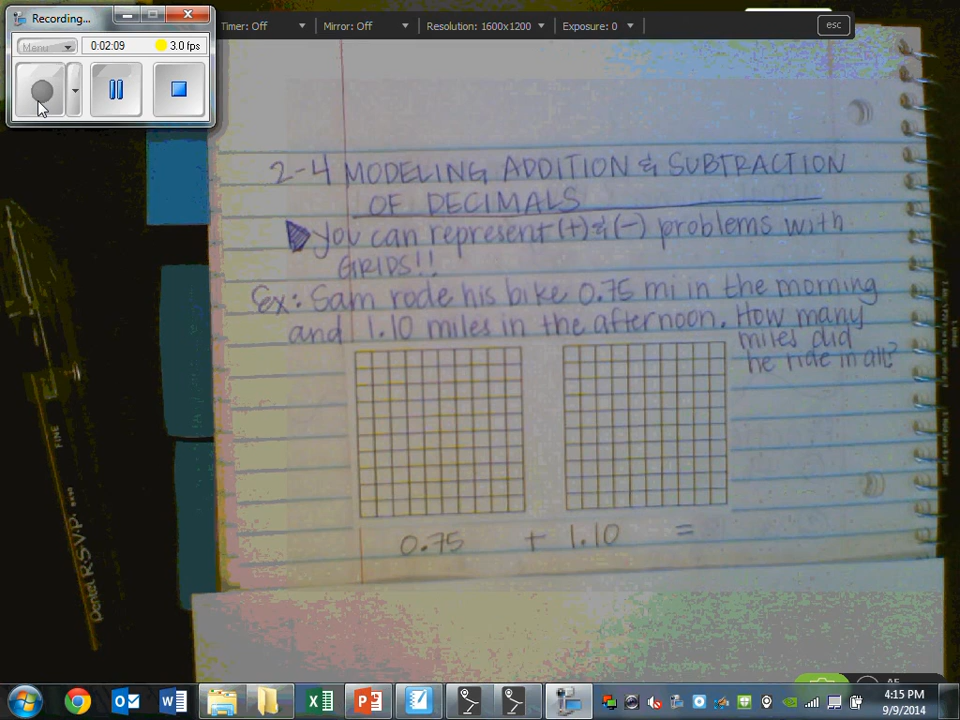 Recording...
Timer: Off Mirror: Off Resolution: 1600x1200 Exposure: 0 esc
Menu 0:02:09 3.0 fps
2-4 MODELING ADDITION & SUBTRACTION
OF DECIMALS
You can represent (+) & (-) problems with
GRIDS!!
Ex: Sam rode his bike 0.75 mi in the morning
and 1.10 miles in the afternoon. How many
miles did
he ride in all?
0.75 + 1.10 =
FINE
Pentel R.S.V.P.
4:15 PM
9/9/2014